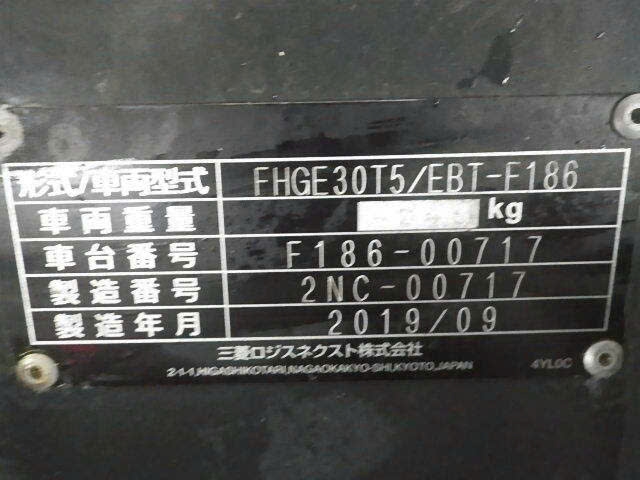 形式/車両型式 FHGE30T5/EBT-F186
車両重量 kg
車台番号 F186-00717
製造番号 2NC-00717
製造年月 2019/09
三菱ロジスネクスト株式会社
2-1-1,HIGASHIKOTARI,NAGAOKAKYO-SHI,KYOTO,JAPAN 4YL0C